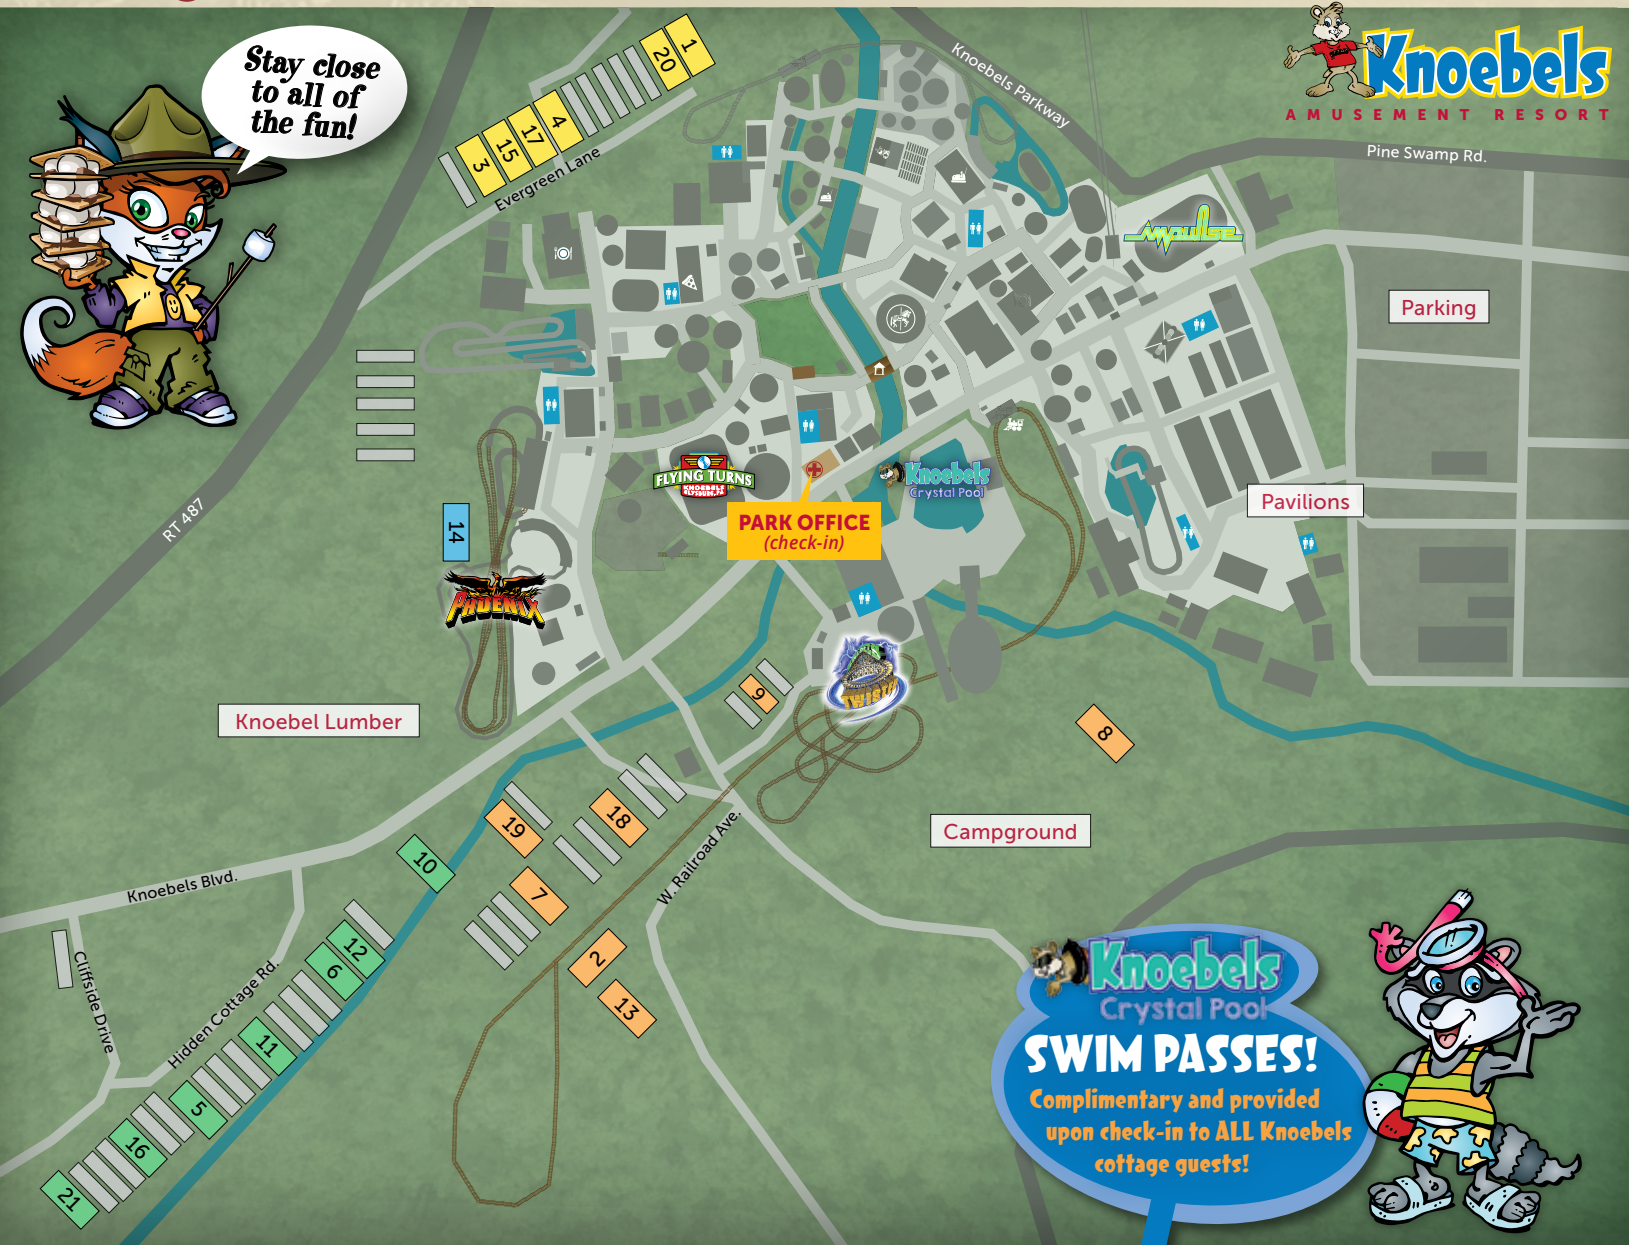 Stay close
to all of
the fun!
Knoebels
AMUSEMENT RESORT
Knoebels Parkway
Pine Swamp Rd.
1
20
4
17
15
3
Evergreen Lane
IMPULSE
Parking
RT 487
FLYING TURNS
KNOEBELS
ELYSBURG, PA
Knoebels
Crystal Pool
Pavilions
PARK OFFICE
(check-in)
14
PHOENIX
TWISTER
9
8
Knoebel Lumber
Campground
18
19
10
7
W. Railroad Ave.
Knoebels Blvd.
2
13
12
6
Cliffside Drive
Hidden Cottage Rd.
11
5
16
21
Knoebels
Crystal Pool
SWIM PASSES!
Complimentary and provided
upon check-in to ALL Knoebels
cottage guests!